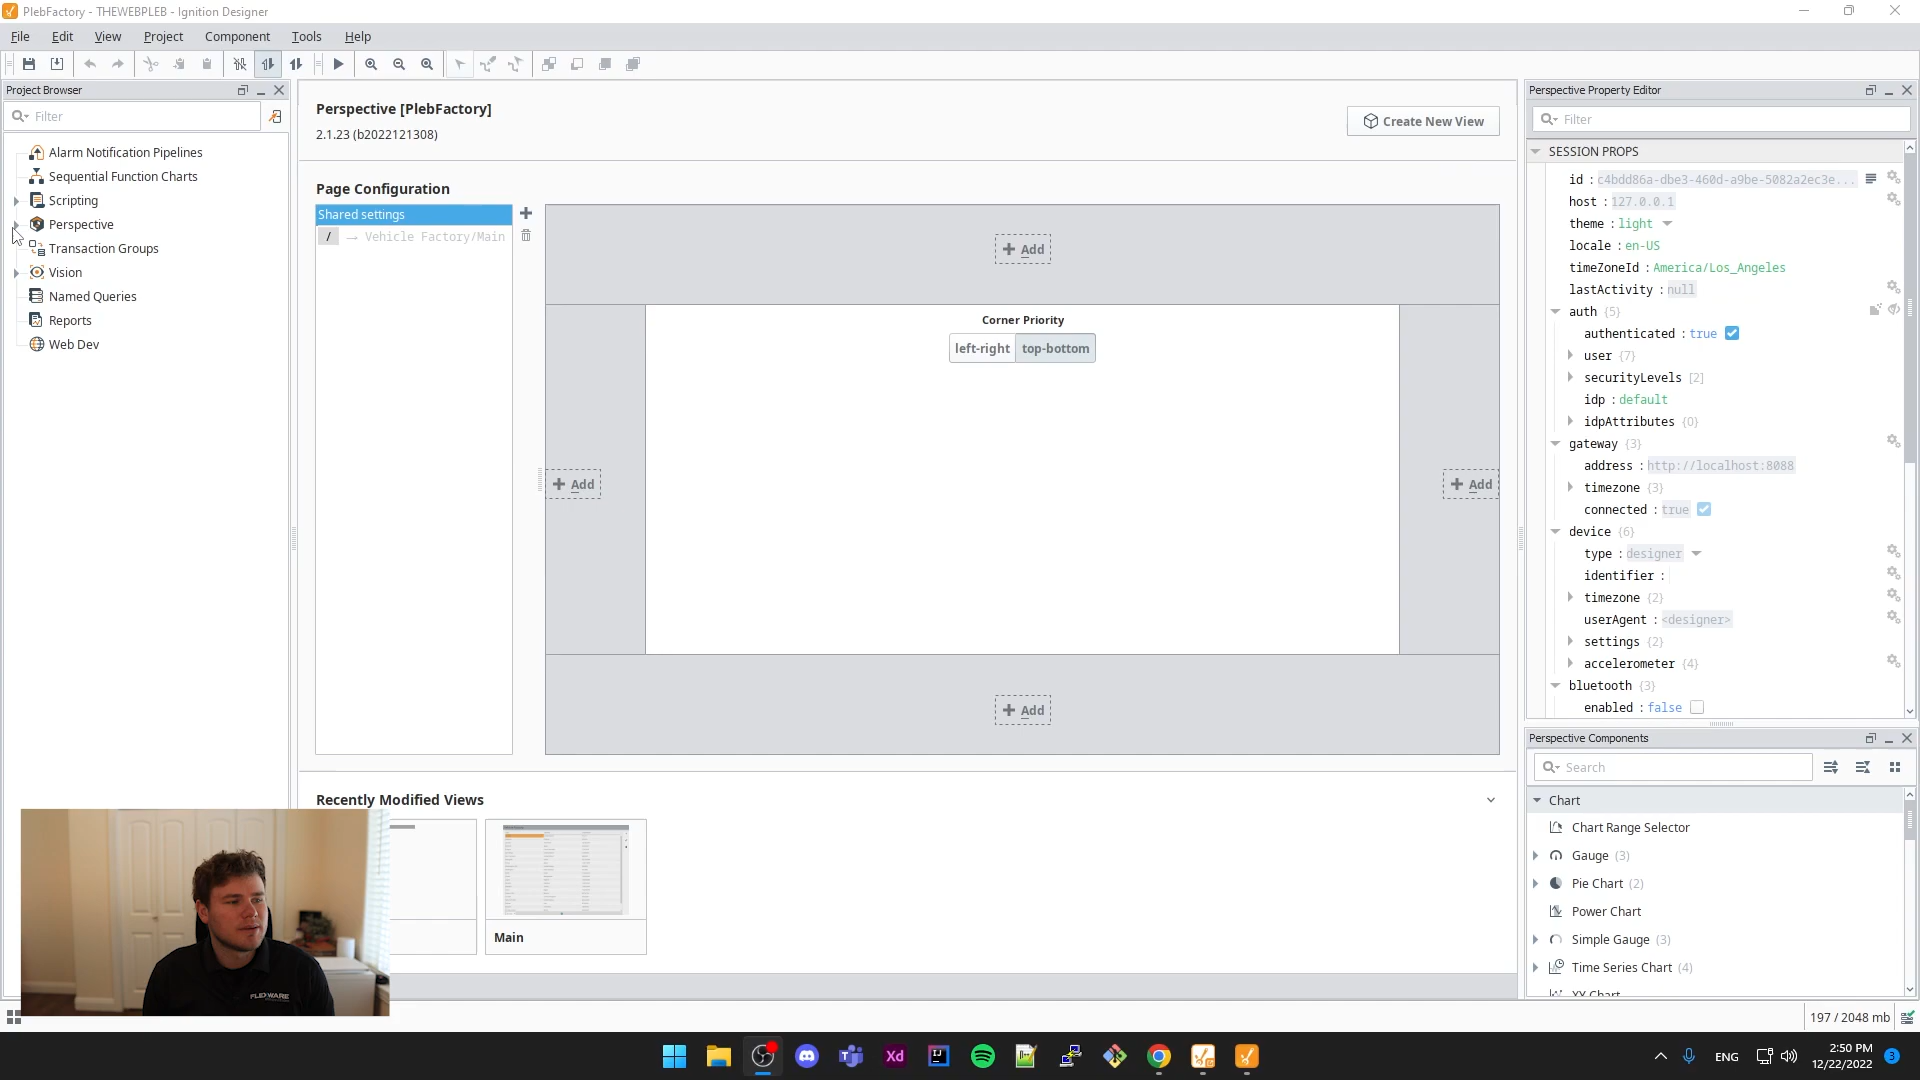 PlebFactory - THEWEBPLEB - Ignition Designer
File Edit View Project Component Tools Help
Project Browser
Filter
Alarm Notification Pipelines
Sequential Function Charts
Scripting
Perspective
Transaction Groups
Vision
Named Queries
Reports
Web Dev
Perspective [PlebFactory]
2.1.23 (b2022121308)
Create New View
Page Configuration
Shared settings
/ → Vehicle Factory/Main
Add
Corner Priority
left-right top-bottom
Add
Add
Add
Recently Modified Views
Main
FLEXWARE
Perspective Property Editor
Filter
SESSION PROPS
id : c4bdd86a-dbe3-460d-a9be-5082a2ec3e...
host : 127.0.0.1
theme : light
locale : en-US
timeZoneId : America/Los_Angeles
lastActivity : null
auth {5}
authenticated : true
user {7}
securityLevels [2]
idp : default
idpAttributes {0}
gateway {3}
address : http://localhost:8088
timezone {3}
connected : true
device {6}
type : designer
identifier :
timezone {2}
userAgent : <designer>
settings {2}
accelerometer {4}
bluetooth {3}
enabled : false
Perspective Components
Search
Chart
Chart Range Selector
Gauge (3)
Pie Chart (2)
Power Chart
Simple Gauge (3)
Time Series Chart (4)
XY Chart
197 / 2048 mb
Xd
IJ
ENG
2:50 PM
12/22/2022
3